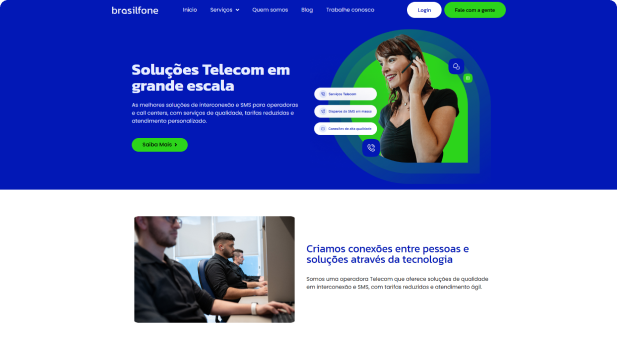 brasilfone
Início
Serviços
Quem somos
Blog
Trabalhe conosco
Login
Fale com a gente
Soluções Telecom em
grande escala
As melhores soluções de interconexão e SMS para operadoras
e call centers, com serviços de qualidade, tarifas reduzidas e
atendimento personalizado.
Saiba Mais
Serviços Telecom
Disparos de SMS em massa
Conexões de alta qualidade
Criamos conexões entre pessoas e
soluções através da tecnologia
Somos uma operadora Telecom que oferece soluções de qualidade
em interconexão e SMS, com tarifas reduzidas e atendimento ágil.